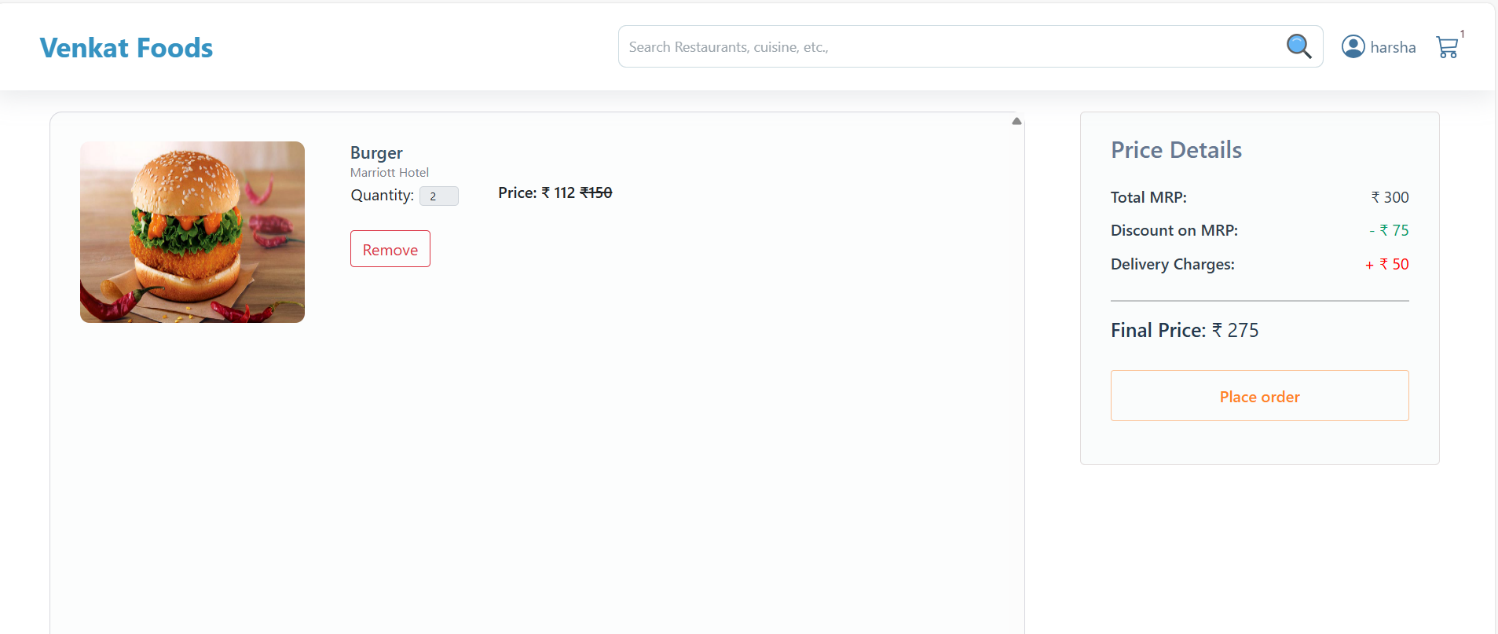 Venkat Foods
Search Restaurants, cuisine, etc.,
harsha
1
Burger
Marriott Hotel
Quantity: 2
Price: ₹ 112 ₹150
Remove
Price Details
Total MRP: ₹ 300
Discount on MRP: - ₹ 75
Delivery Charges: + ₹ 50
Final Price: ₹ 275
Place order